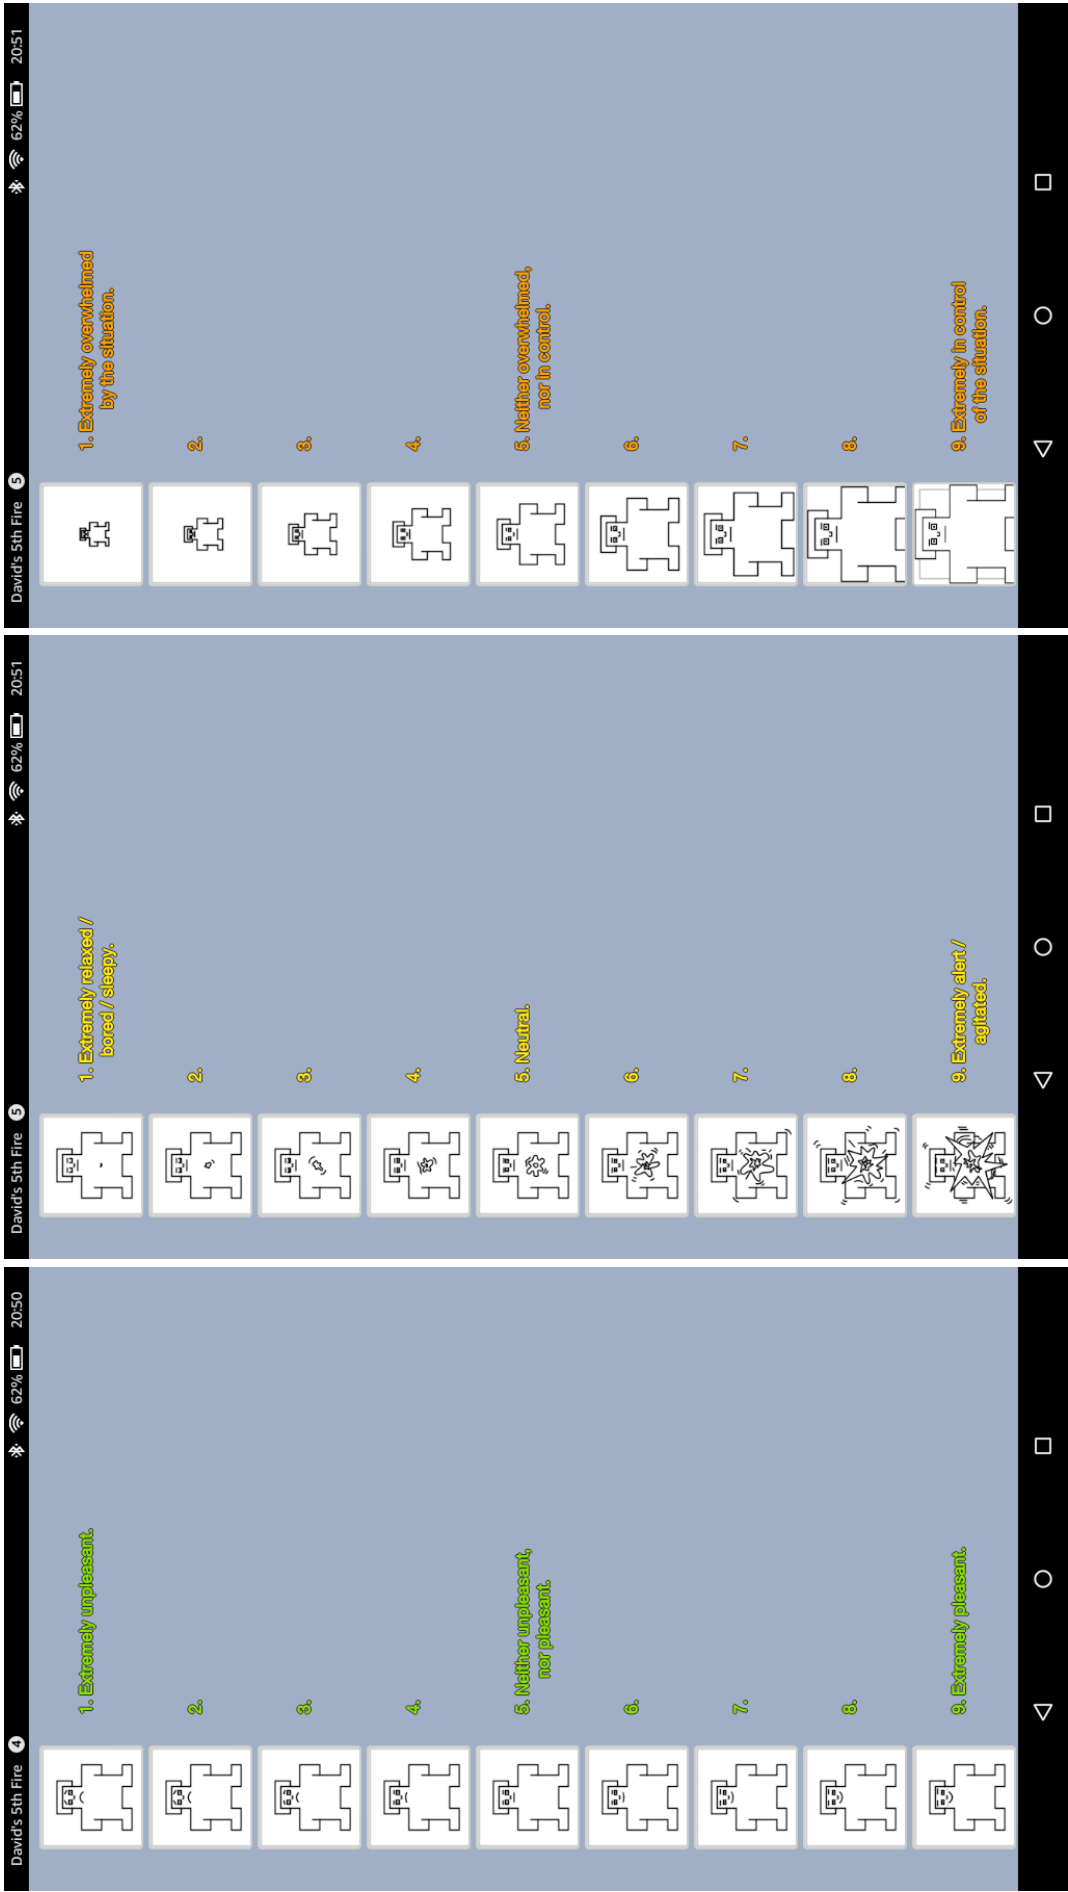 David's 5th Fire 4 62% 20:50
1. Extremely unpleasant.
2.
3.
4.
5. Neither unpleasant,
nor pleasant.
6.
7.
8.
9. Extremely pleasant.
David's 5th Fire 5 62% 20:51
1. Extremely relaxed /
bored / sleepy.
2.
3.
4.
5. Neutral.
6.
7.
8.
9. Extremely alert /
agitated.
David's 5th Fire 5 62% 20:51
1. Extremely overwhelmed
by the situation.
2.
3.
4.
5. Neither overwhelmed,
nor in control.
6.
7.
8.
9. Extremely in control
of the situation.